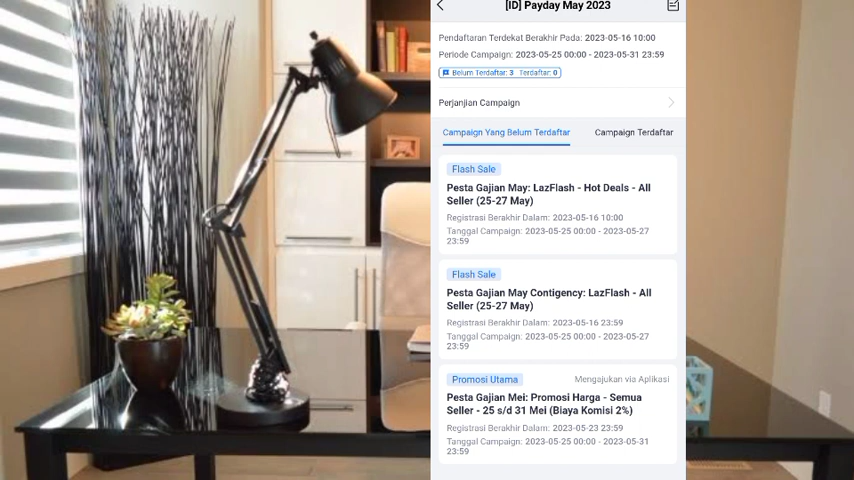 [ID] Payday May 2023
Pendaftaran Terdekat Berakhir Pada: 2023-05-16 10:00
Periode Campaign: 2023-05-25 00:00 - 2023-05-31 23:59
Belum Terdaftar: 3 Terdaftar: 0
Perjanjian Campaign
Campaign Yang Belum Terdaftar
Campaign Terdaftar
Flash Sale
Pesta Gajian May: LazFlash - Hot Deals - All
Seller (25-27 May)
Registrasi Berakhir Dalam: 2023-05-16 10:00
Tanggal Campaign: 2023-05-25 00:00 - 2023-05-27
23:59
Flash Sale
Pesta Gajian May Contigency: LazFlash - All
Seller (25-27 May)
Registrasi Berakhir Dalam: 2023-05-16 23:59
Tanggal Campaign: 2023-05-25 00:00 - 2023-05-27
23:59
Promosi Utama
Mengajukan via Aplikasi
Pesta Gajian Mei: Promosi Harga - Semua
Seller - 25 s/d 31 Mei (Biaya Komisi 2%)
Registrasi Berakhir Dalam: 2023-05-23 23:59
Tanggal Campaign: 2023-05-25 00:00 - 2023-05-31
23:59